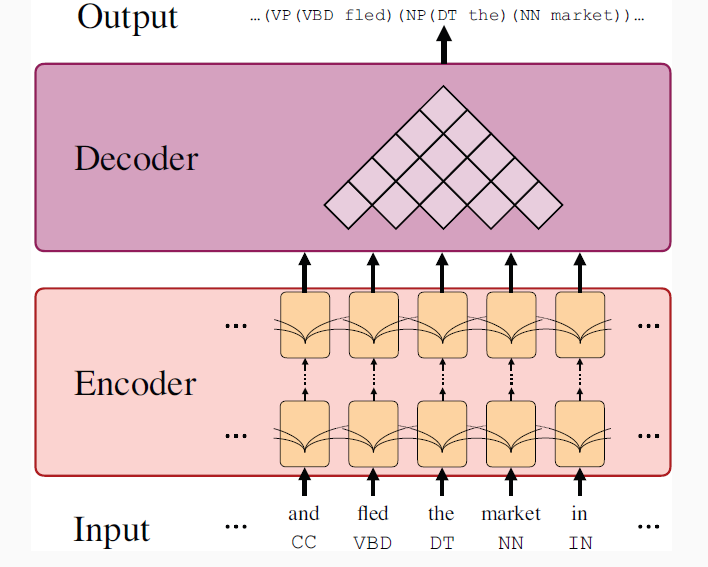 Output ...(VP(VBD fled)(NP(DT the)(NN market))...
Decoder
... ...
Encoder
... ...
and fled the market in
Input ... ...
CC VBD DT NN IN